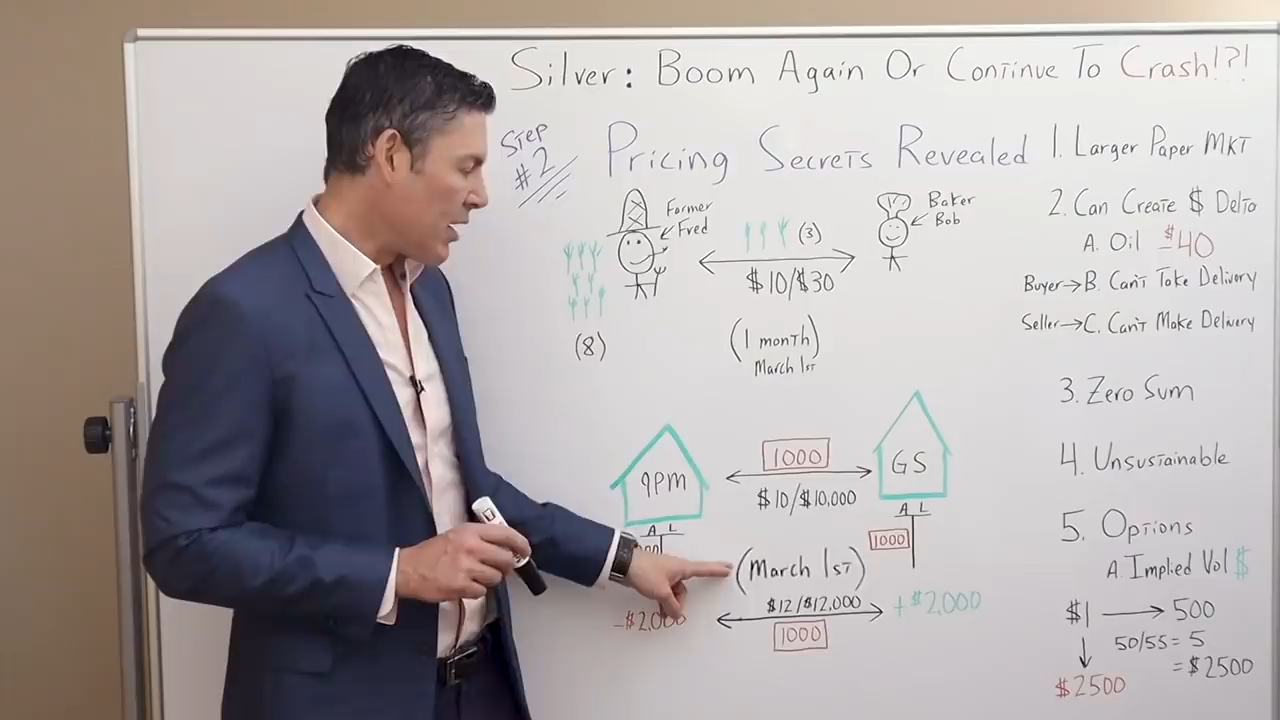 Silver: Boom Again Or Continue To Crash!?!
Step
#2
Pricing Secrets Revealed
Farmer
Fred
(3)
$10/$30
Baker
Bob
(8)
(1 month)
March 1st
JPM
A L
1000
$10/$10,000
GS
A L
1000
(March 1st)
$12/$12,000
1000
-$2,000
+$2,000
1. Larger Paper MKT
2. Can Create $ Delta
A. Oil -$40
Buyer→B. Can't Take Delivery
Seller→C. Can't Make Delivery
3. Zero Sum
4. Unsustainable
5. Options
A. Implied Vol $
$1 → 500
50/55 = 5
= $2500
$2500